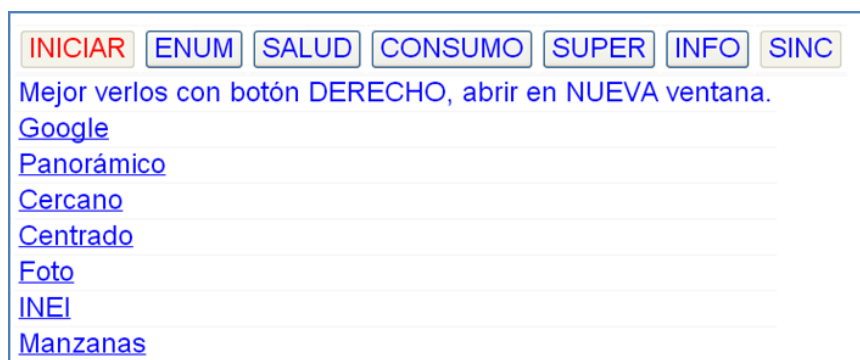 INICIAR ENUM SALUD CONSUMO SUPER INFO SINC
Mejor verlos con botón DERECHO, abrir en NUEVA ventana.
Google
Panorámico
Cercano
Centrado
Foto
INEI
Manzanas